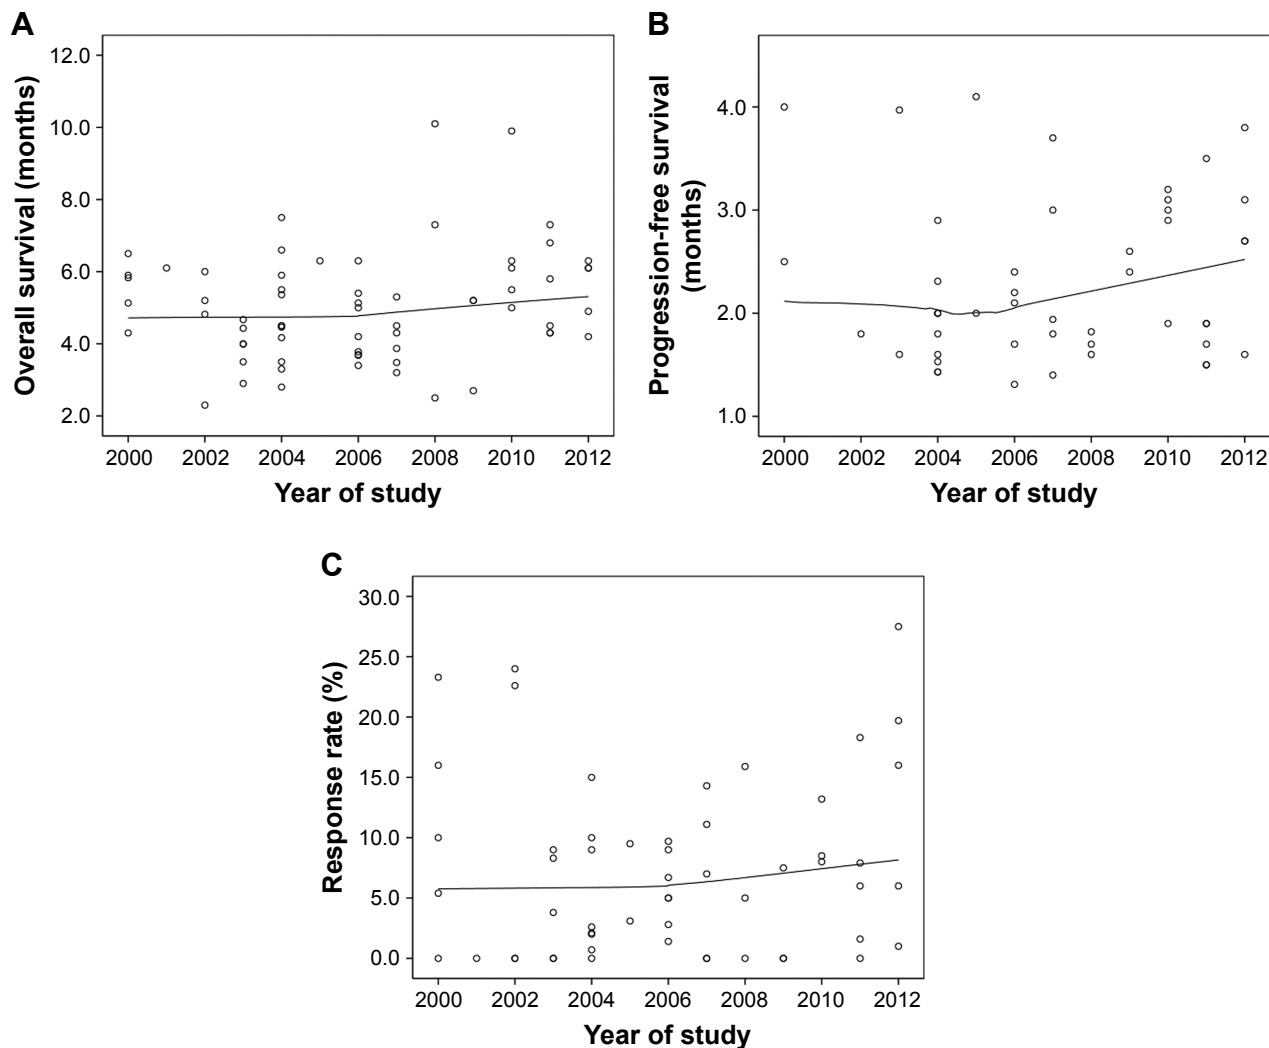 A
Overall survival (months)
12.0
10.0
8.0
6.0
4.0
2.0
2000 2002 2004 2006 2008 2010 2012
Year of study
B
Progression-free survival
(months)
4.0
3.0
2.0
1.0
2000 2002 2004 2006 2008 2010 2012
Year of study
C
Response rate (%)
30.0
25.0
20.0
15.0
10.0
5.0
0.0
2000 2002 2004 2006 2008 2010 2012
Year of study